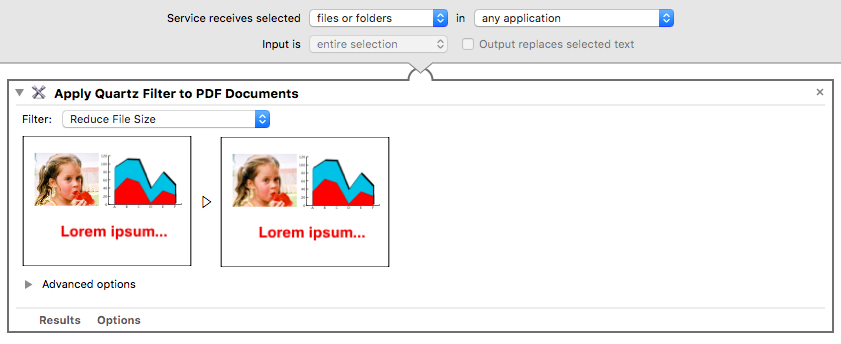 Service receives selected files or folders in any application
Input is entire selection Output replaces selected text
Apply Quartz Filter to PDF Documents
Filter: Reduce File Size
Lorem ipsum... Lorem ipsum...
Advanced options
Results Options